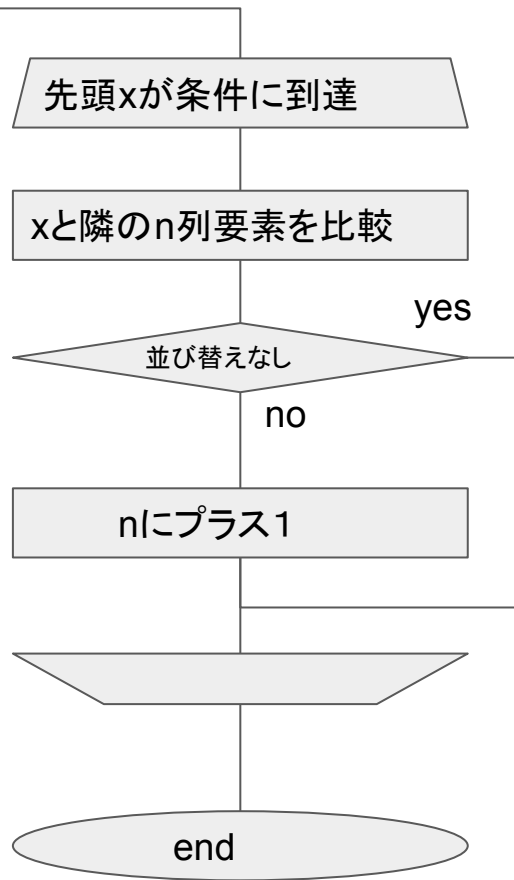 先頭xが条件に到達
xと隣のn列要素を比較
yes
並び替えなし
no
nにプラス1
end